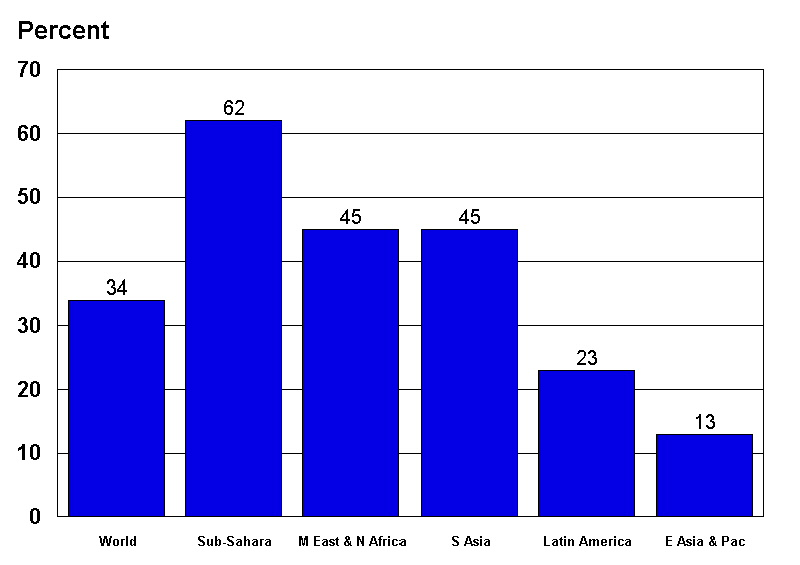 Percent
70
60
50
40
30
20
10
0
34
62
45
45
23
13
World
Sub-Sahara
M East & N Africa
S Asia
Latin America
E Asia & Pac